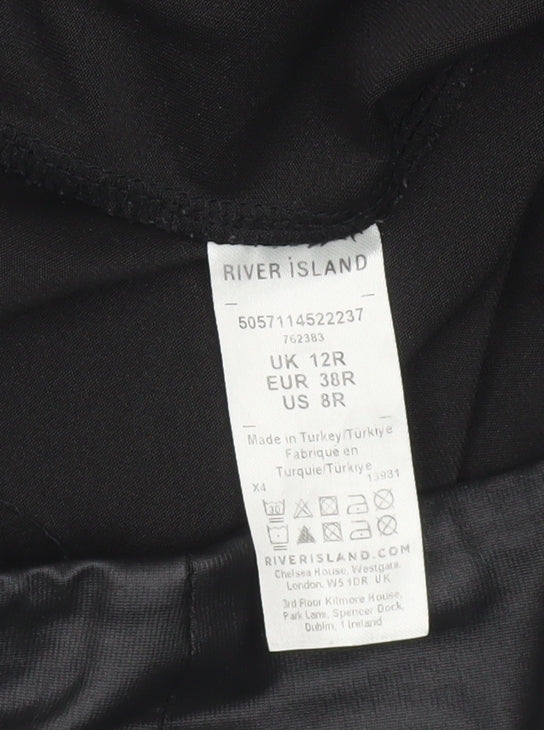 RIVER iSLAND
5057114522237
762383
UK 12R
EUR 38R
US 8R
Made in Turkey/Türkiye
Fabrique en
Turquie/Türkiye
13981
X4
30
RIVERISLAND.COM
Chelsea House, Westgate,
London, W5 1DR. UK
3rd Floor Kilmore House,
Park Lane, Spencer Dock,
Dublin, 1 Ireland